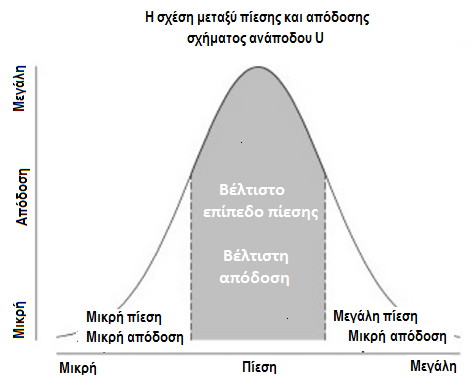 Η σχέση μεταξύ πίεσης και απόδοσης
σχήματος ανάποδου U
Μεγάλη
Απόδοση
Μικρή
Βέλτιστο
επίπεδο πίεσης
Βέλτιστη
απόδοση
Μικρή πίεση
Μικρή απόδοση
Μεγάλη πίεση
Μικρή απόδοση
Μικρή
Πίεση
Μεγάλη